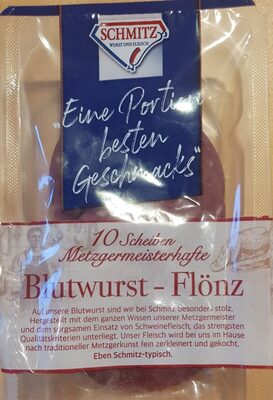 SCHMITZ
WURST UND FLEISCH
„Eine Portion
besten
Geschmacks“
10 Scheiben
Metzgermeisterhafte
Blutwurst - Flönz
Auf unsere Blutwurst sind wir bei Schmitz besonders stolz.
Hergestellt mit dem ganzen Wissen unserer Metzgermeister
und dem sorgsamen Einsatz von Schweinefleisch, das strengsten
Qualitätskriterien unterliegt. Unser Fleisch wird bei uns im Hause
nach traditioneller Metzgerkunst fein zerkleinert und gekocht.
Eben Schmitz-typisch.